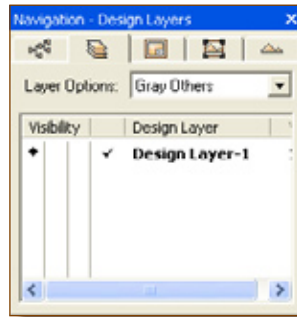 Navigation - Design Layers
Layer Options: Gray Others
Visibility Design Layer
Design Layer-1